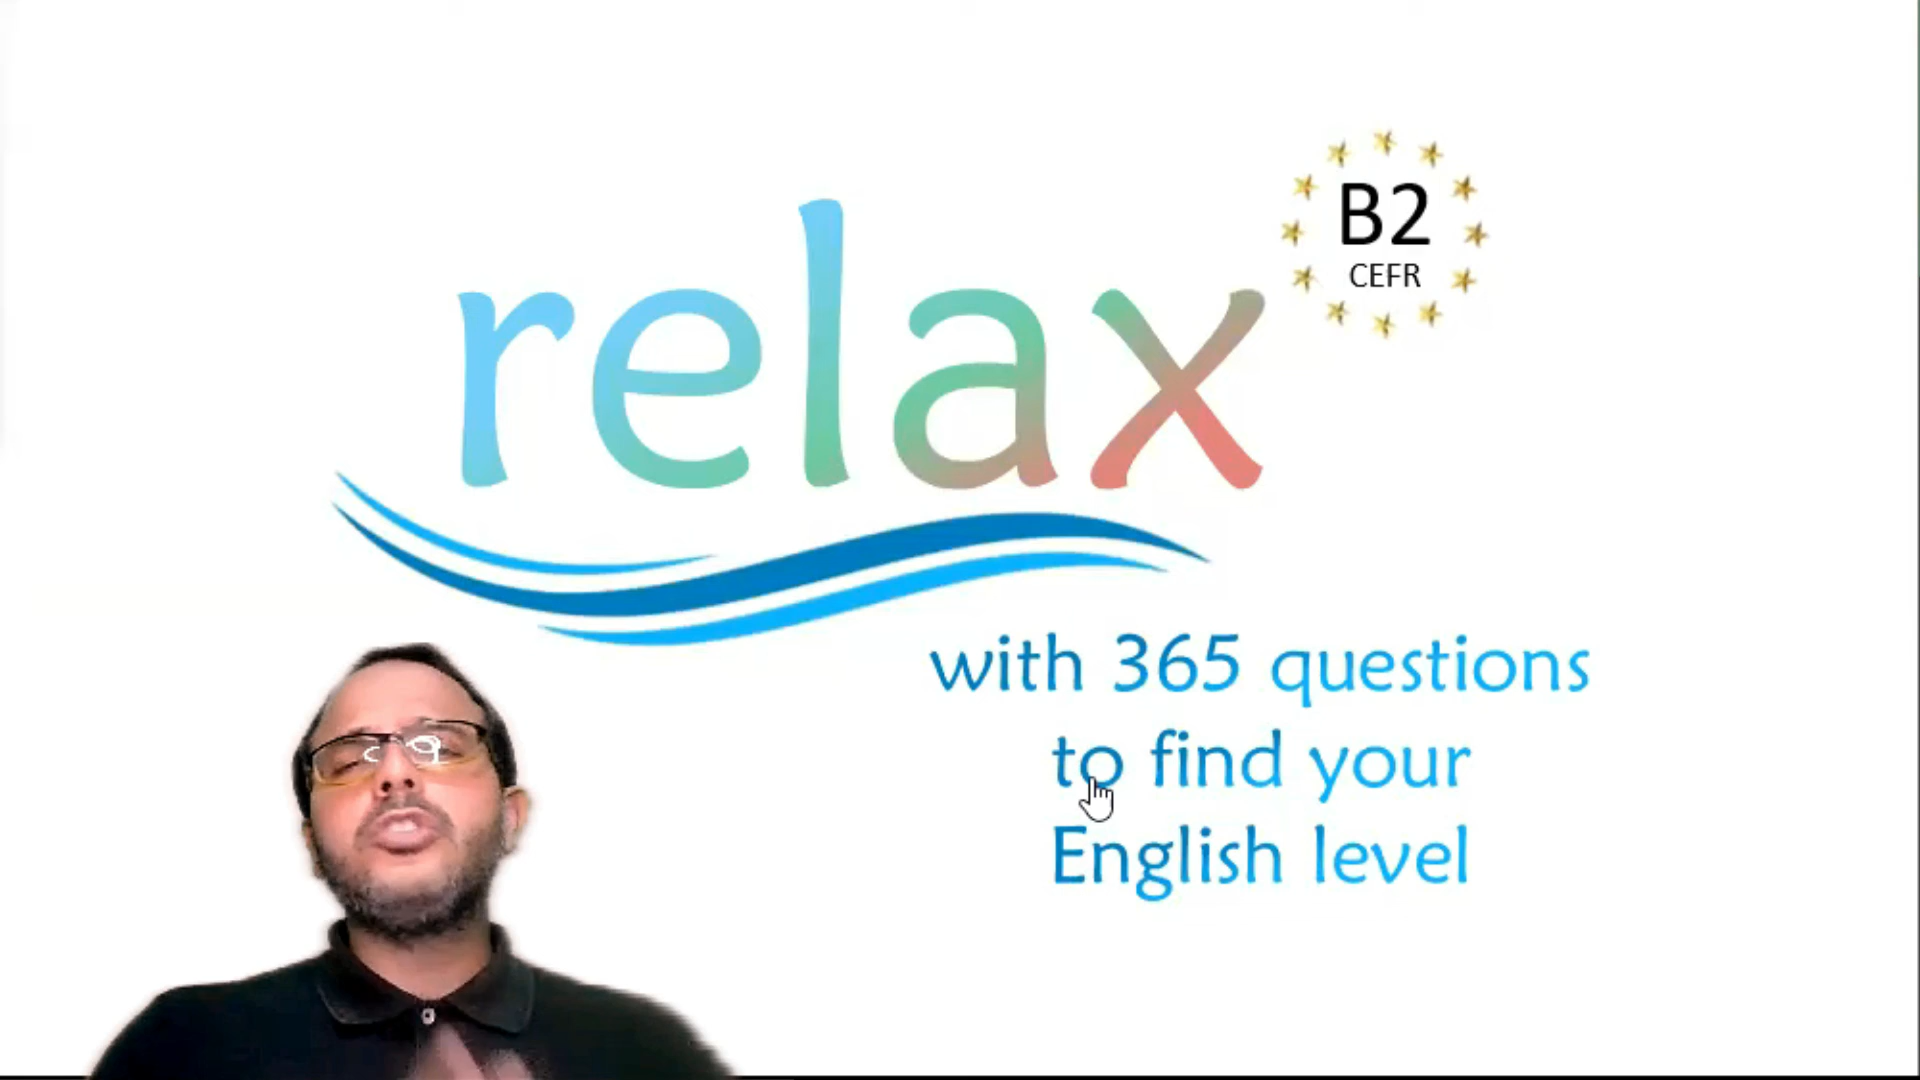 relax
B2
CEFR
with 365 questions
to find your
English level